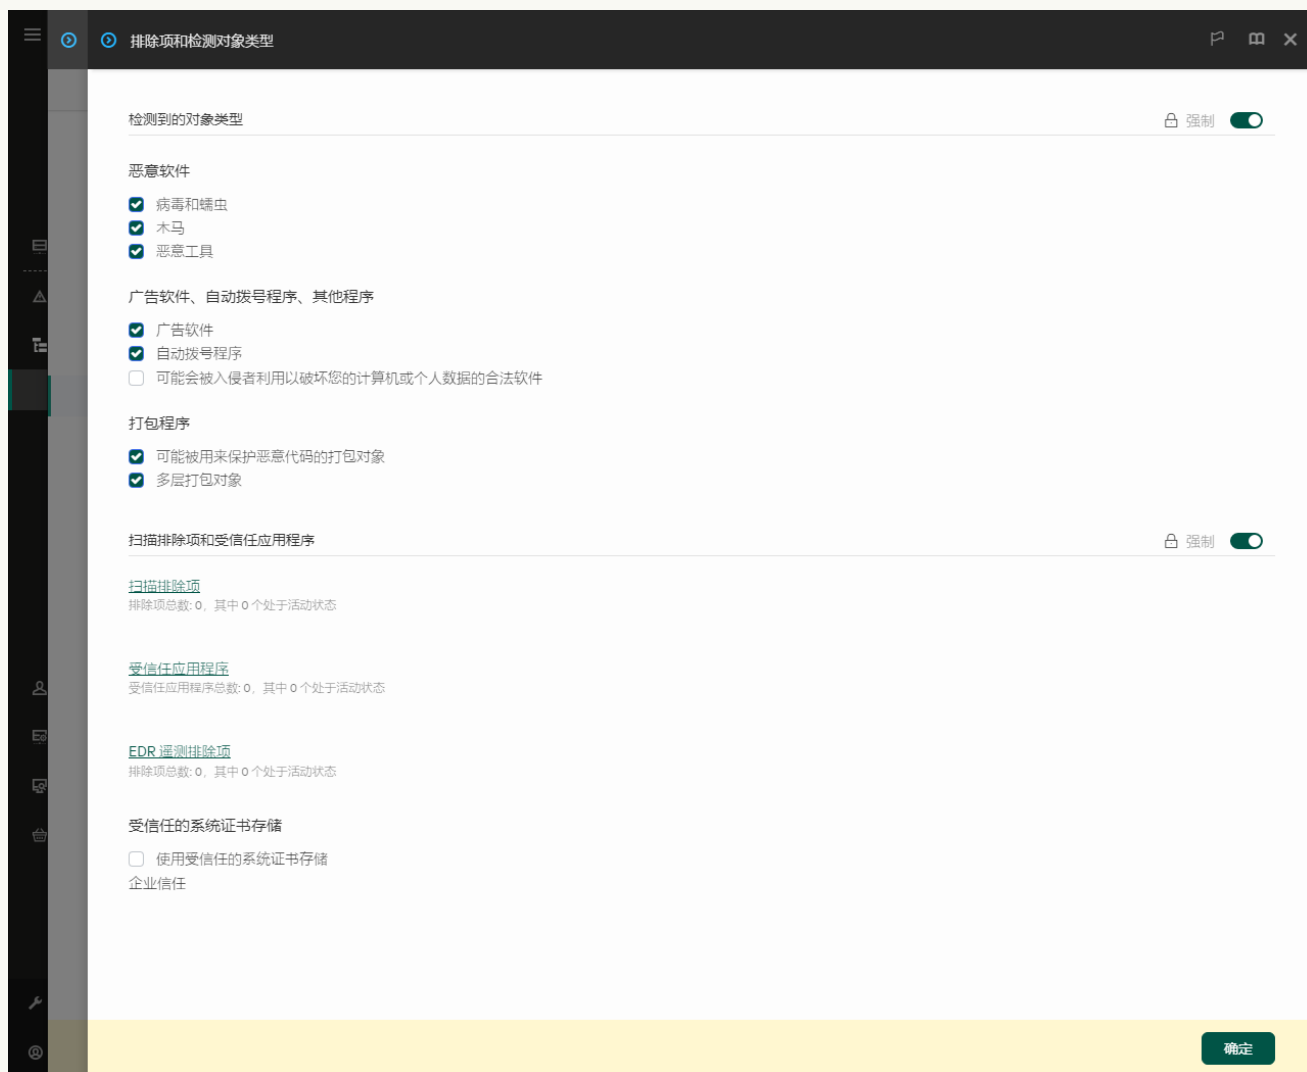 排除项和检测对象类型
检测到的对象类型
强制
恶意软件
病毒和蠕虫
木马
恶意工具
广告软件、自动拨号程序、其他程序
广告软件
自动拨号程序
可能会被入侵者利用以破坏您的计算机或个人数据的合法软件
打包程序
可能被用来保护恶意代码的打包对象
多层打包对象
扫描排除项和受信任应用程序
强制
扫描排除项
排除项总数: 0，其中 0 个处于活动状态
受信任应用程序
受信任应用程序总数: 0，其中 0 个处于活动状态
EDR 遥测排除项
排除项总数: 0，其中 0 个处于活动状态
受信任的系统证书存储
使用受信任的系统证书存储
企业信任
确定